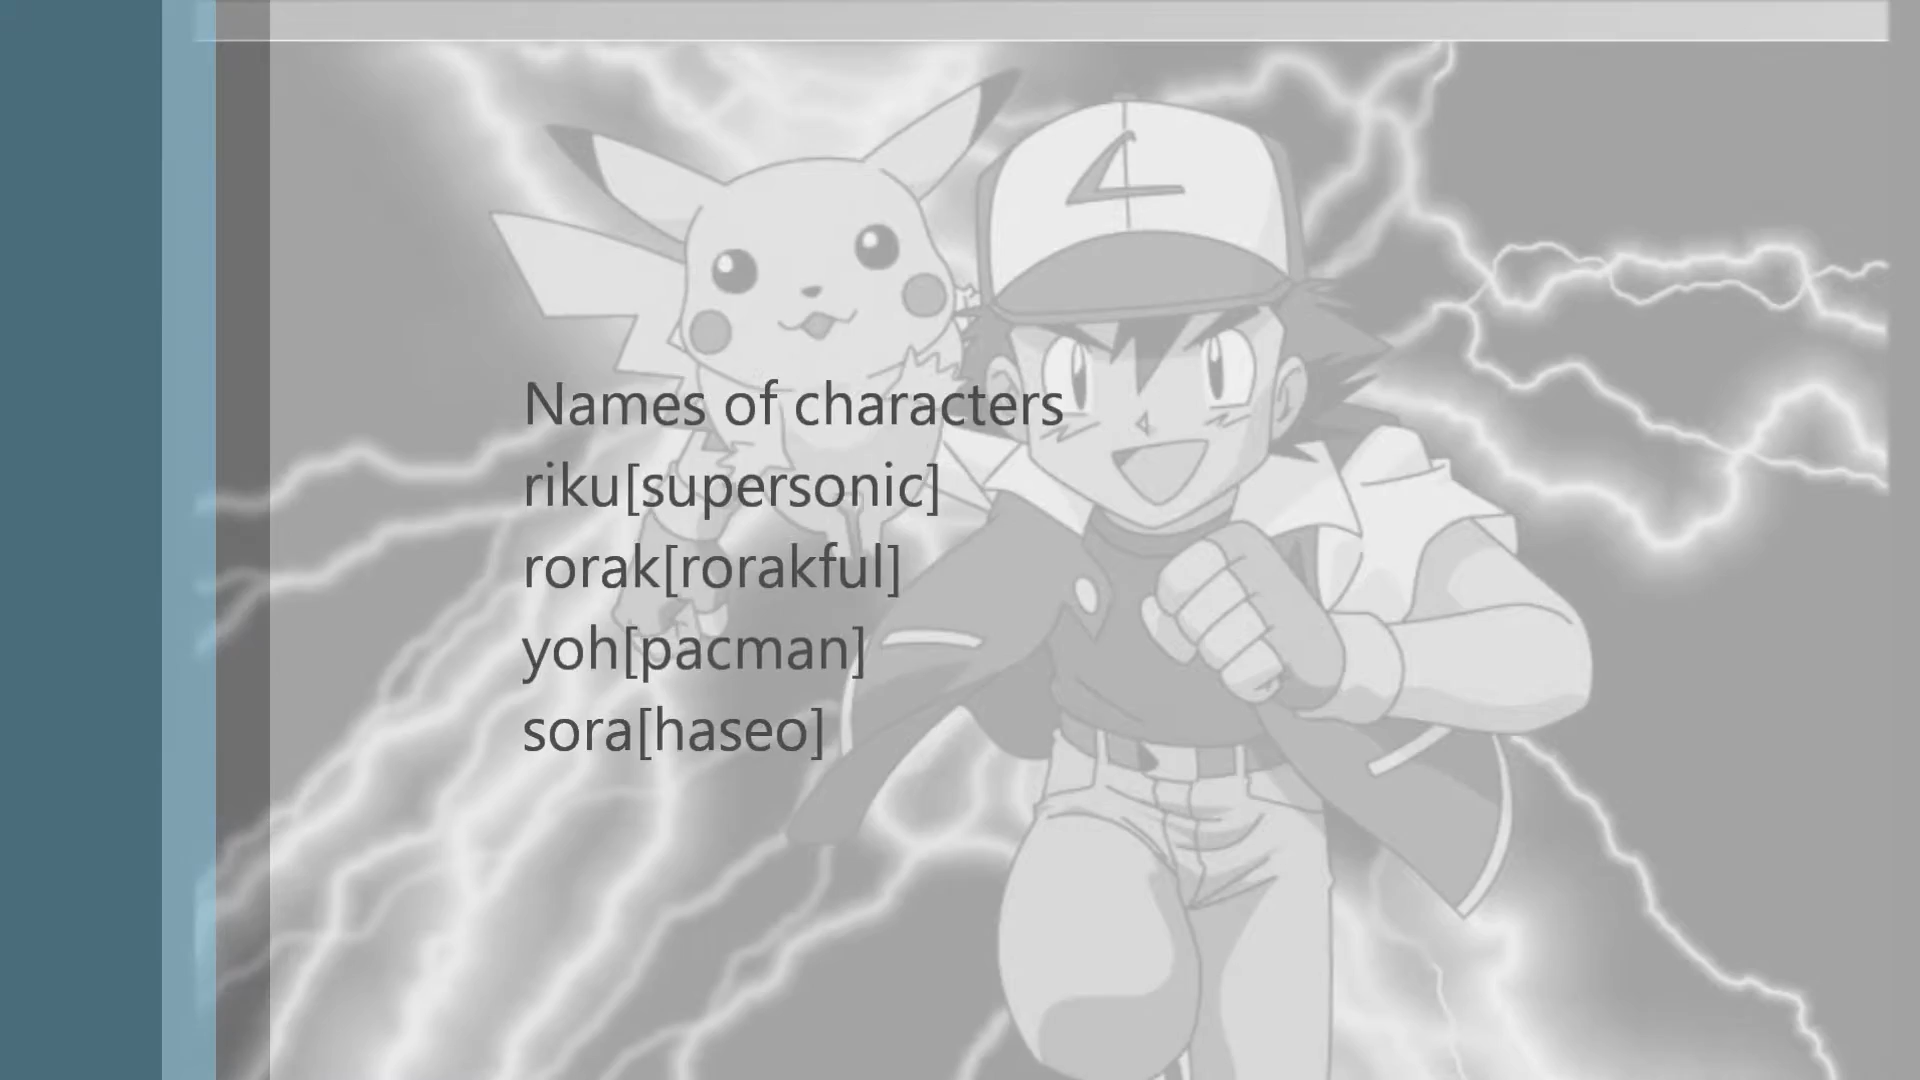 Names of characters
riku[supersonic]
rorak[rorakful]
yoh[pacman]
sora[haseo]